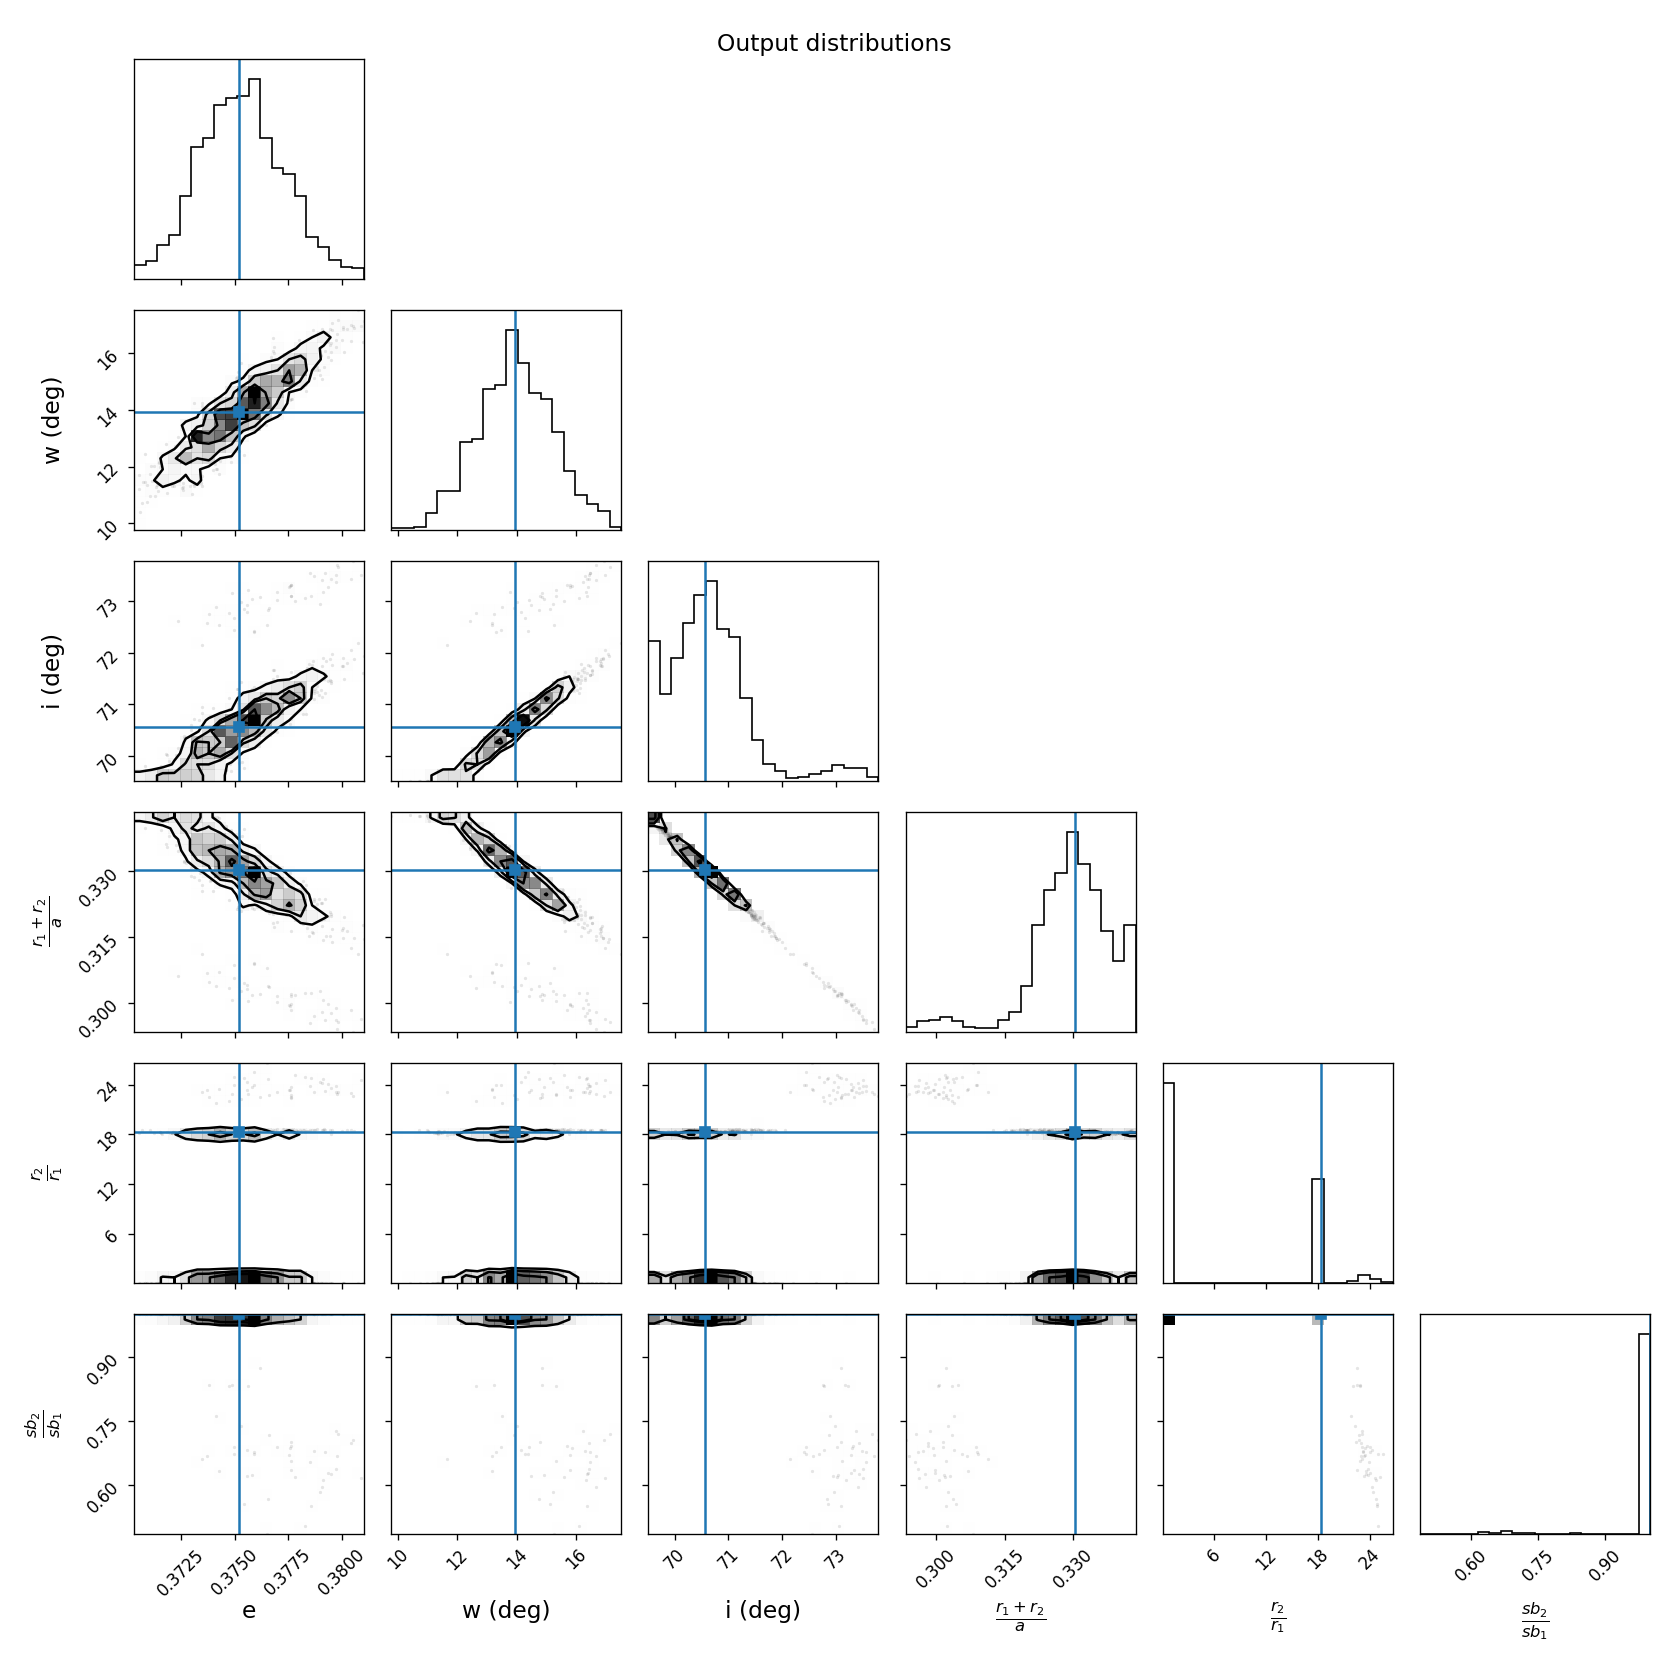 Output distributions
w (deg)
16
14
12
10
i (deg)
73
72
71
70
r₁ + r₂
a
0.330
0.315
0.300
r₂
r₁
24
18
12
6
sb₂
sb₁
0.90
0.75
0.60
0.3725 0.3750 0.3775 0.3800
10 12 14 16
70 71 72 73
0.300 0.315 0.330
6 12 18 24
0.60 0.75 0.90
e
w (deg)
i (deg)
r₁ + r₂
a
r₂
r₁
sb₂
sb₁